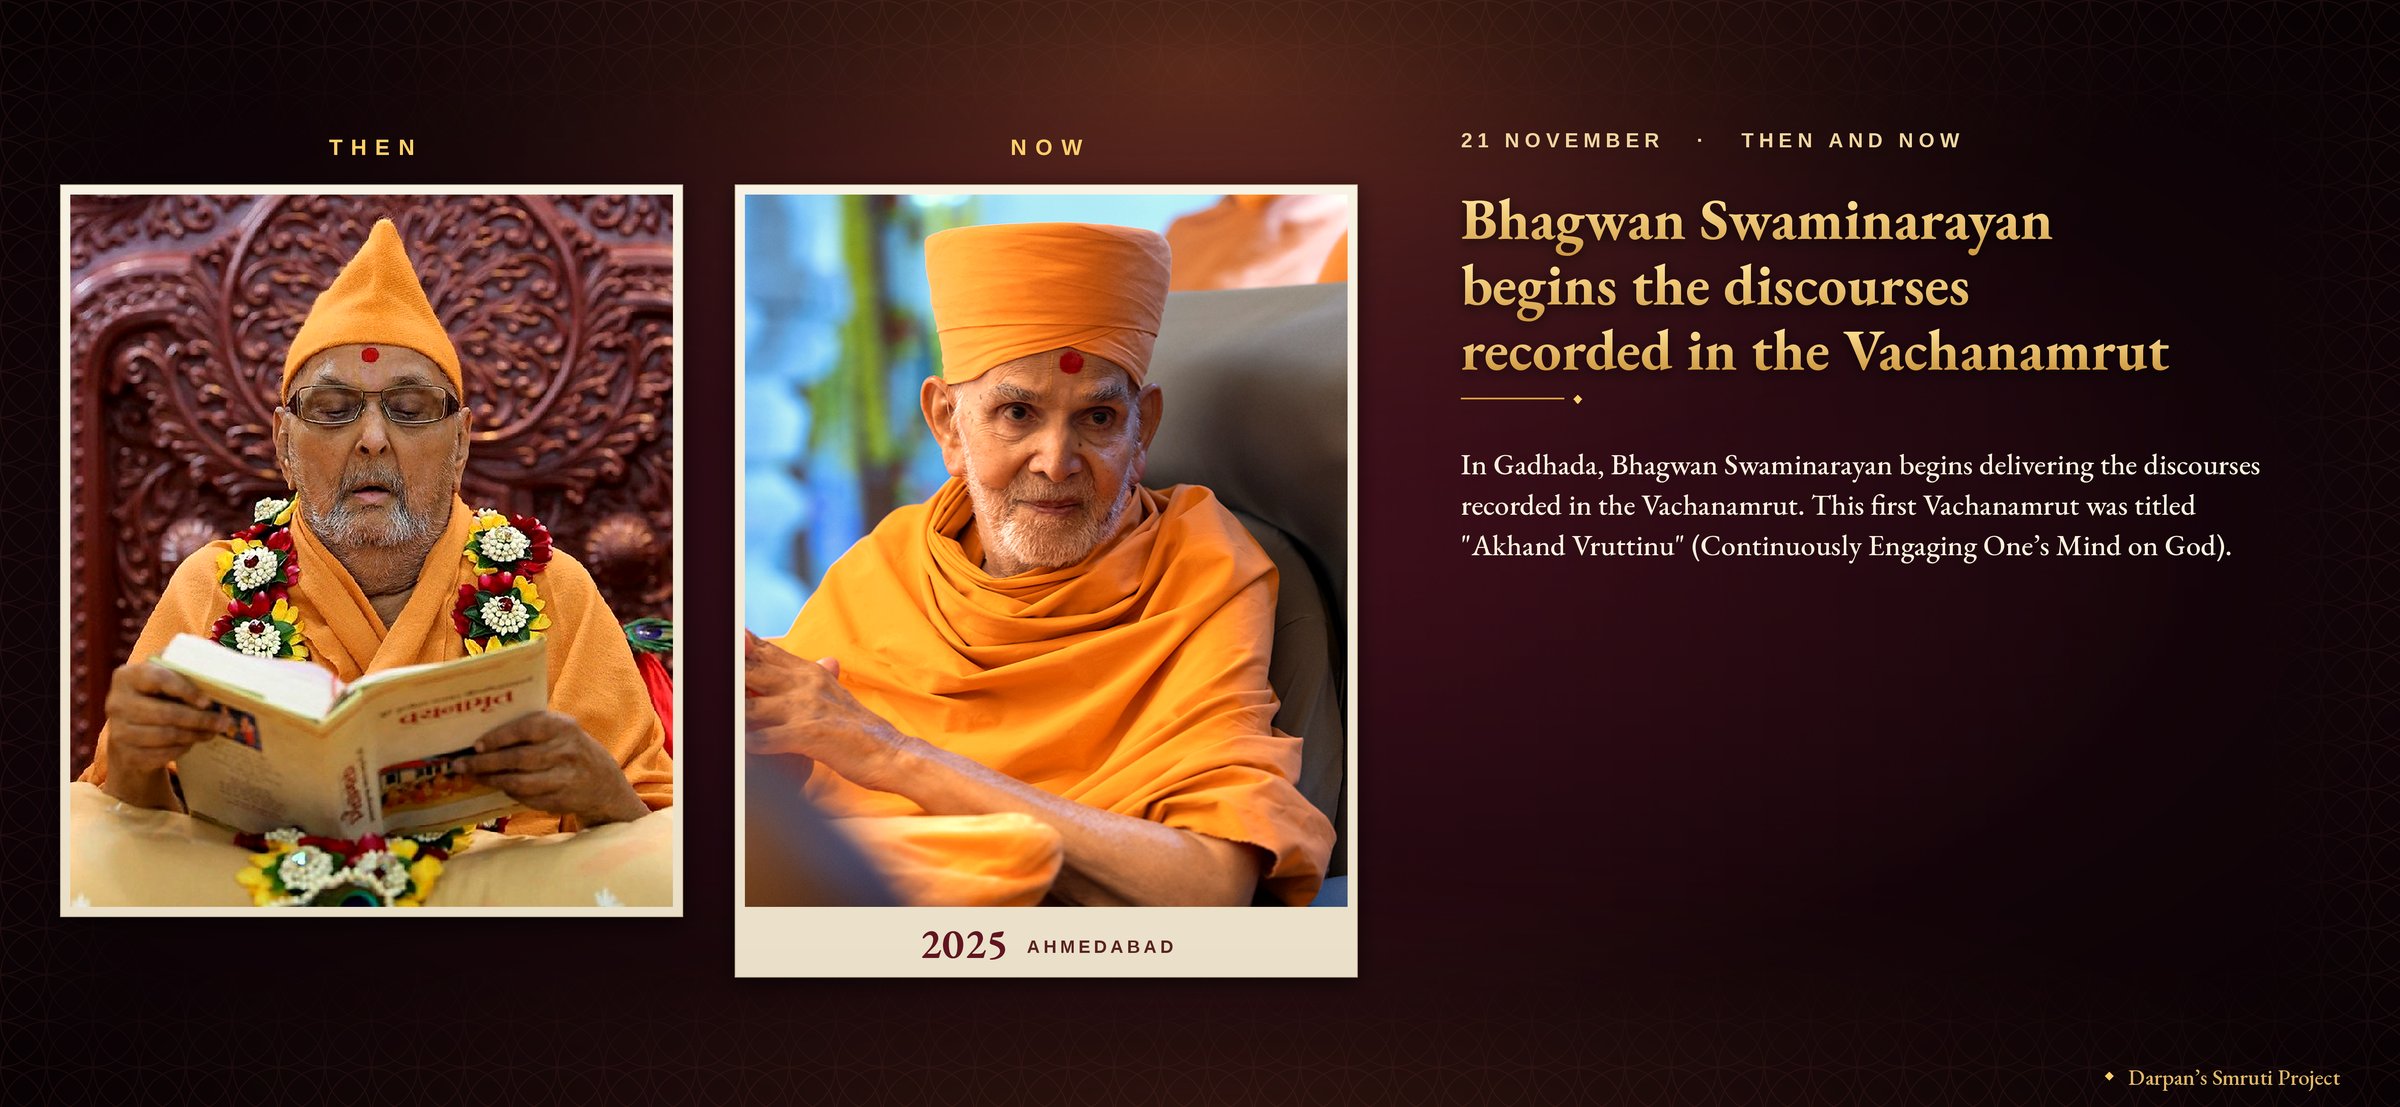 THEN
NOW
વચનામૃત
2025 AHMEDABAD
21 NOVEMBER · THEN AND NOW
Bhagwan Swaminarayan
begins the discourses
recorded in the Vachanamrut
In Gadhada, Bhagwan Swaminarayan begins delivering the discourses
recorded in the Vachanamrut. This first Vachanamrut was titled
"Akhand Vruttinu" (Continuously Engaging One’s Mind on God).
Darpan’s Smruti Project